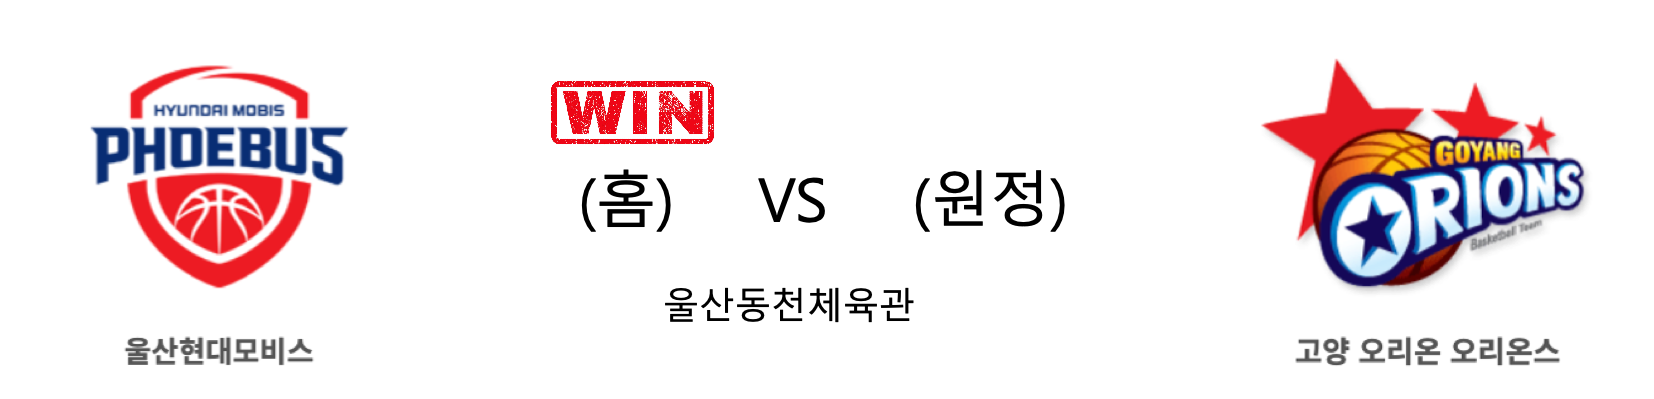 HYUNDAI MOBIS
PHOEBUS
울산현대모비스
WIN
(홈) VS (원정)
울산동천체육관
GOYANG
ORIONS
Basketball Team
고양 오리온 오리온스